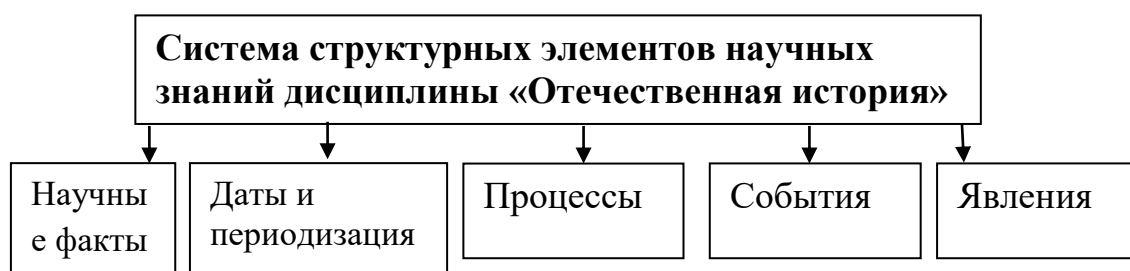 Система структурных элементов научных
знаний дисциплины «Отечественная история»
Научны
е факты
Даты и
периодизация
Процессы
События
Явления